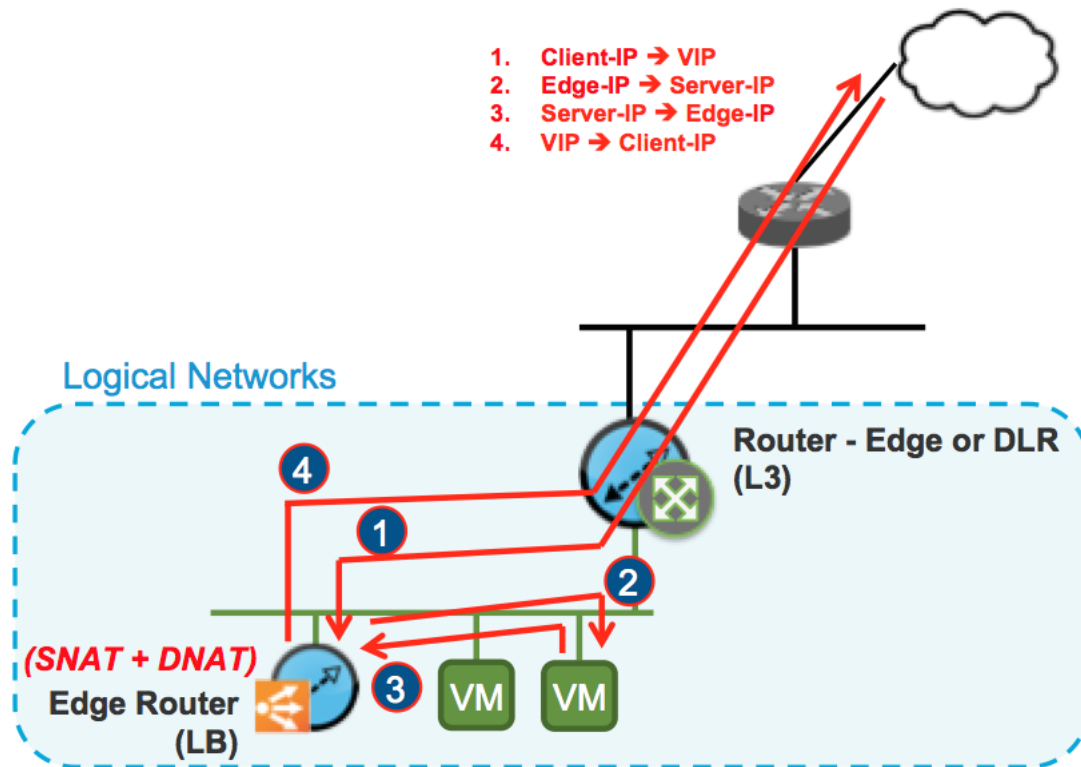 1. Client-IP ➔ VIP
2. Edge-IP ➔ Server-IP
3. Server-IP ➔ Edge-IP
4. VIP ➔ Client-IP
Logical Networks
Router - Edge or DLR
(L3)
4
1
2
(SNAT + DNAT)
Edge Router
(LB)
3
VM
VM